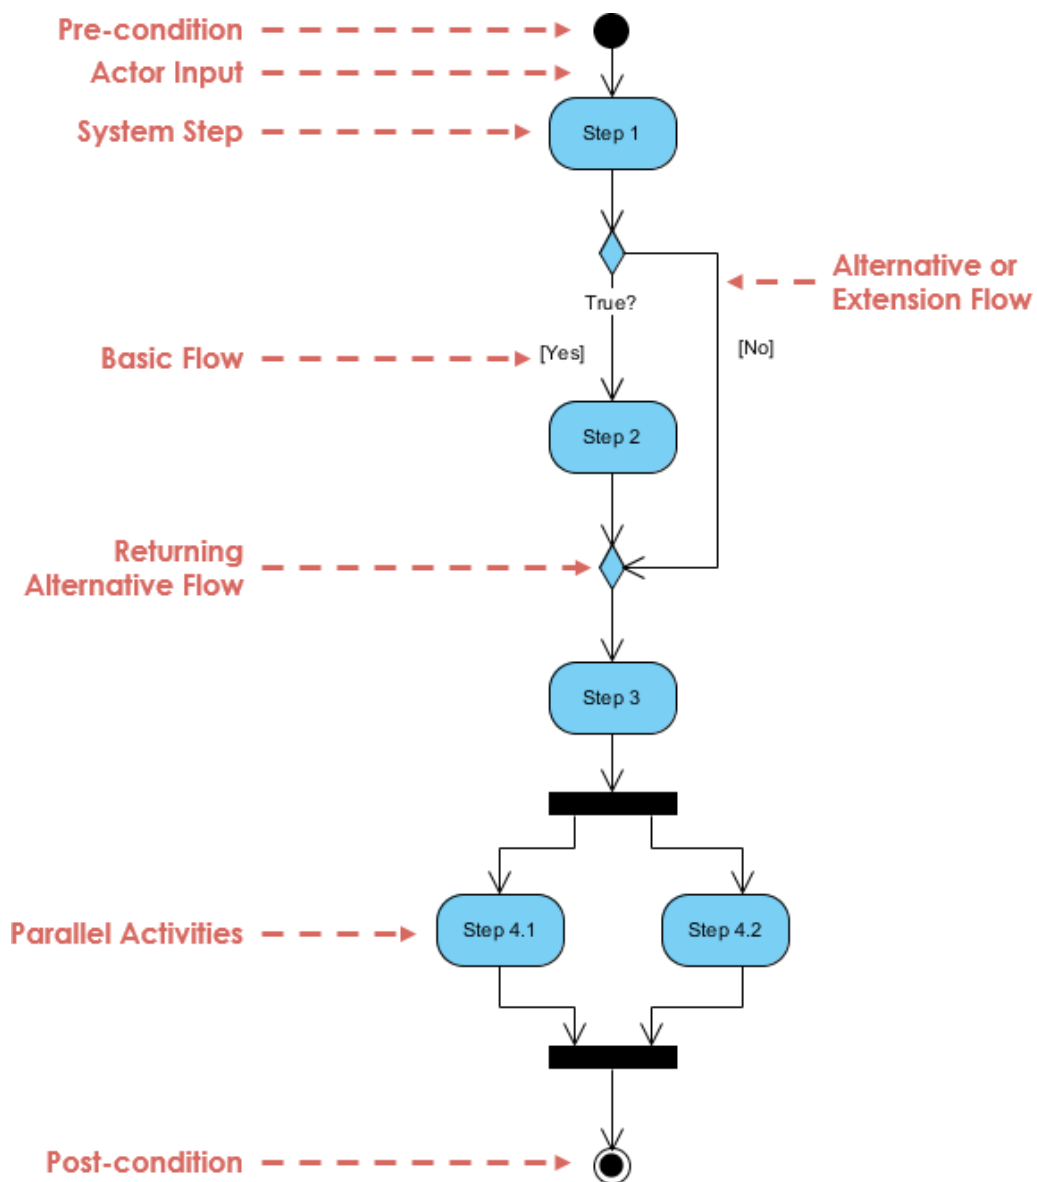 Pre-condition
Actor Input
System Step
Step 1
Alternative or
Extension Flow
True?
Basic Flow
[Yes]
[No]
Step 2
Returning
Alternative Flow
Step 3
Parallel Activities
Step 4.1
Step 4.2
Post-condition